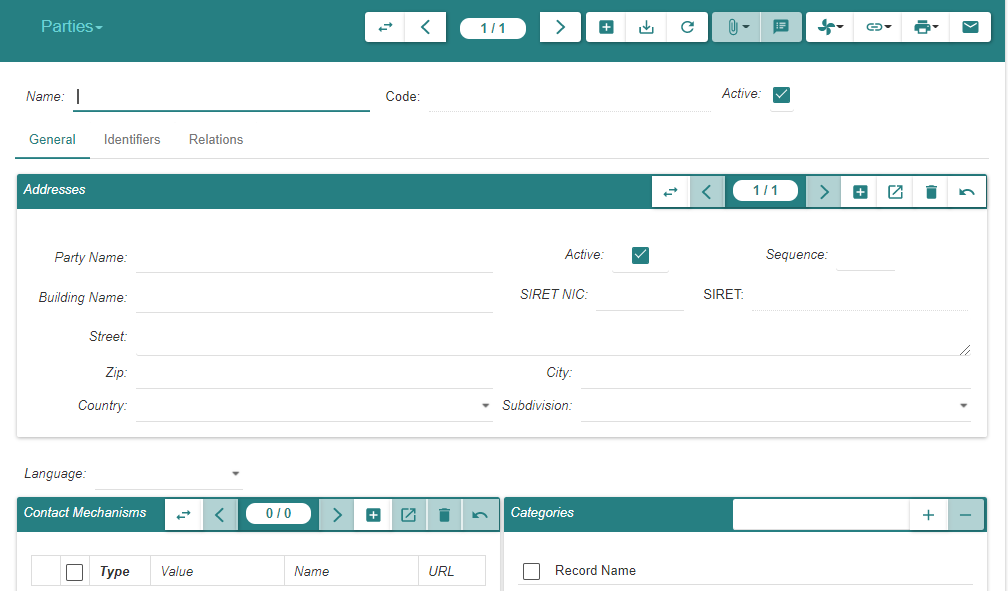 Parties
1 / 1
Name:
Code:
Active:
General Identifiers Relations
Addresses
1 / 1
Party Name:
Active:
Sequence:
Building Name:
SIRET NIC:
SIRET:
Street:
Zip:
City:
Country:
Subdivision:
Language:
Contact Mechanisms
0 / 0
Categories
Type Value Name URL
Record Name